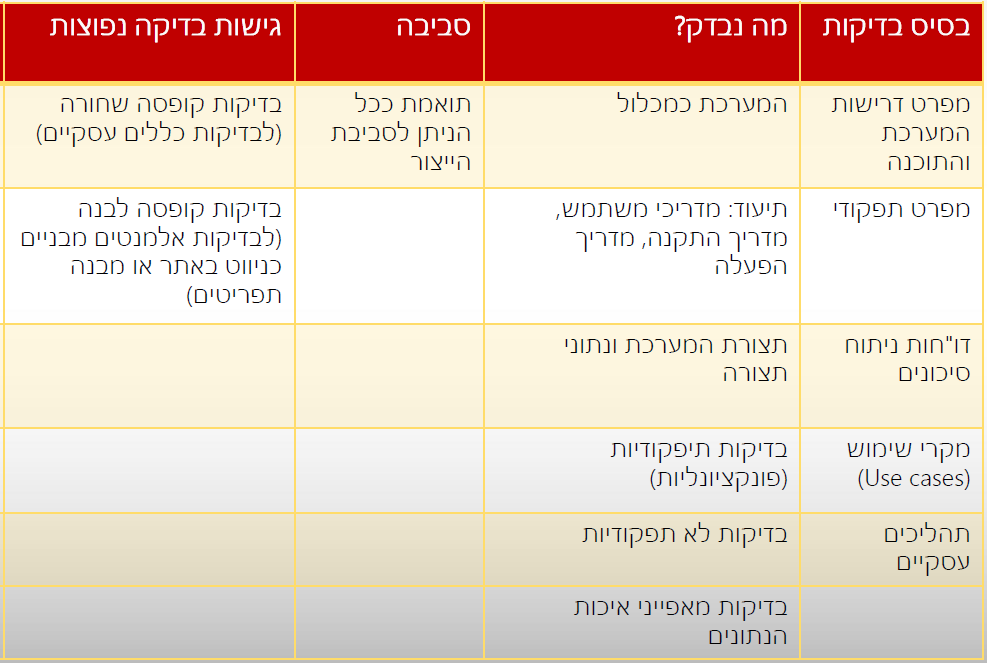 בסיס בדיקות
מה נבדק?
סביבה
גישות בדיקה נפוצות
מפרט דרישות
המערכת
והתוכנה
המערכת כמכלול
תואמת ככל
הניתן לסביבת
הייצור
בדיקות קופסה שחורה
(לבדיקות כללים עסקיים)
מפרט תפקודי
תיעוד: מדריכי משתמש,
מדריך התקנה, מדריך
הפעלה
בדיקות קופסה לבנה
(לבדיקות אלמנטים מבניים
כניווט באתר או מבנה
תפריטים)
דו"חות ניתוח
סיכונים
תצורת המערכת ונתוני
תצורה
מקרי שימוש
(Use cases)
בדיקות תיפקודיות
(פונקציונליות)
תהליכים
עסקיים
בדיקות לא תפקודיות
בדיקות מאפייני איכות
הנתונים